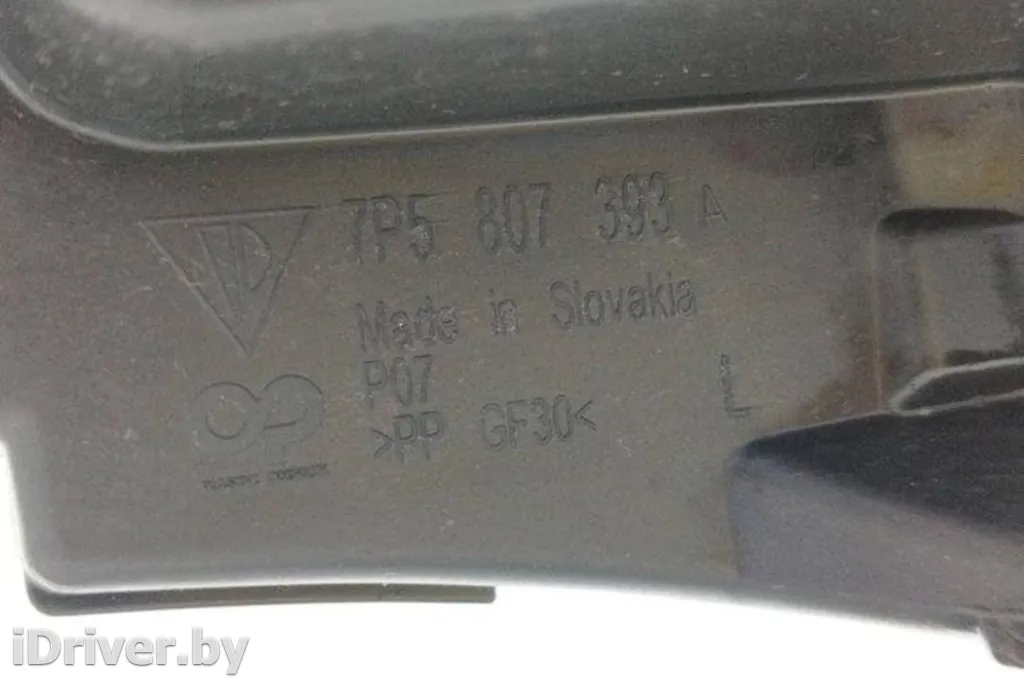 7P5 807 393 A
Made in Slovakia
P07
L
>PP GF30<
iDriver.by